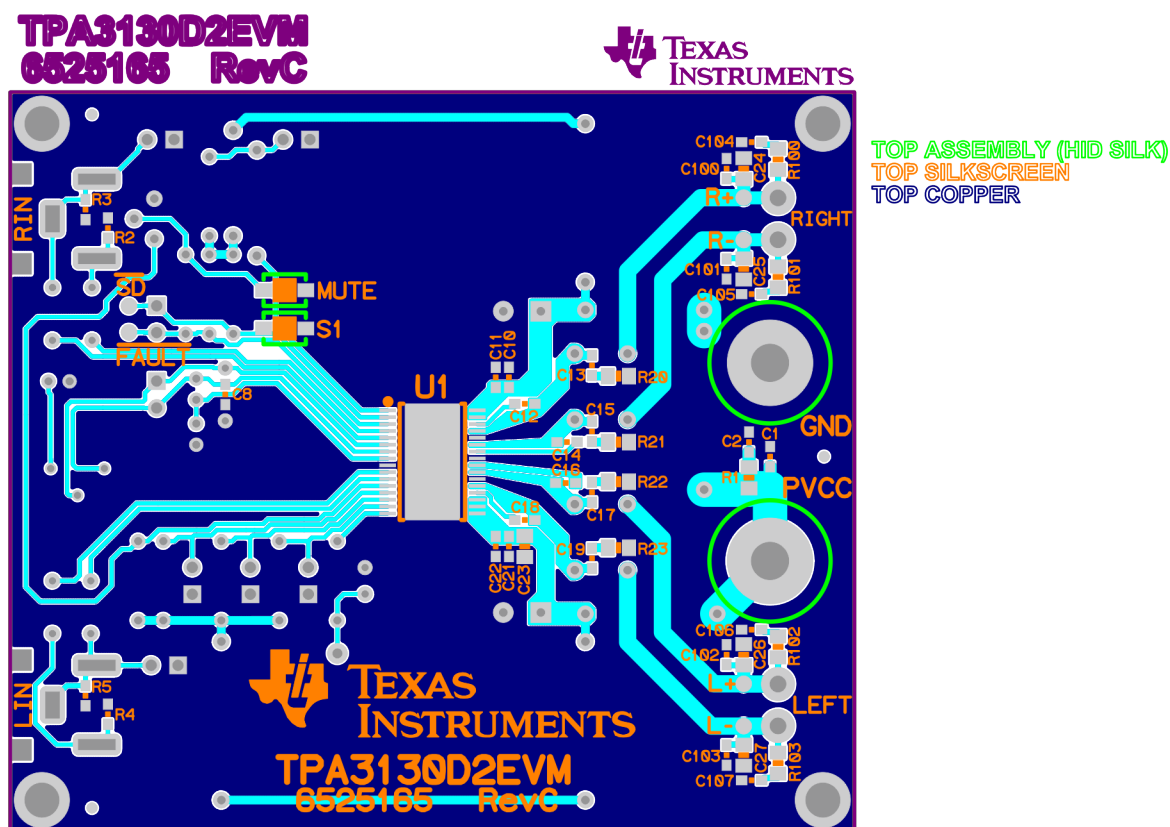 TPA3130D2EVM
6525165 RevC
TEXAS
INSTRUMENTS
TOP ASSEMBLY (HID SILK)
TOP SILKSCREEN
TOP COPPER
C104
C100
C24
R100
R+
RIGHT
R-
C101
C25
R101
C105
RIN
R3
R2
SD
MUTE
S1
FAULT
C8
U1
C11
C10
C12
C13
R20
C15
C14
R21
C16
R22
C17
C18
C19
R23
C22
C21
C23
GND
C2
C1
R1
PVCC
C106
C102
C26
R102
L+
LEFT
L-
C103
C27
R103
C107
LIN
R5
R4
TEXAS
INSTRUMENTS
TPA3130D2EVM
6525165 RevC